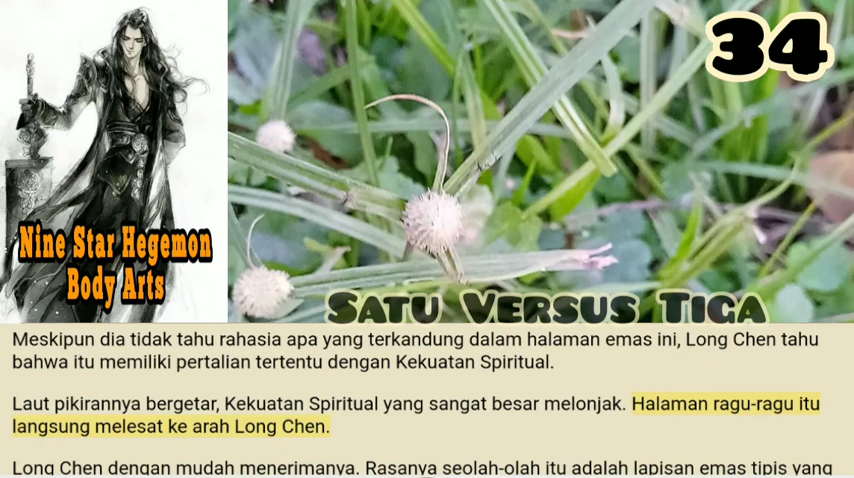 34
Nine Star Hegemon
Body Arts
Satu Versus Tiga
Meskipun dia tidak tahu rahasia apa yang terkandung dalam halaman emas ini, Long Chen tahu
bahwa itu memiliki pertalian tertentu dengan Kekuatan Spiritual.
Laut pikirannya bergetar, Kekuatan Spiritual yang sangat besar melonjak. Halaman ragu-ragu itu
langsung melesat ke arah Long Chen.
Long Chen dengan mudah menerimanya. Rasanya seolah-olah itu adalah lapisan emas tipis yang